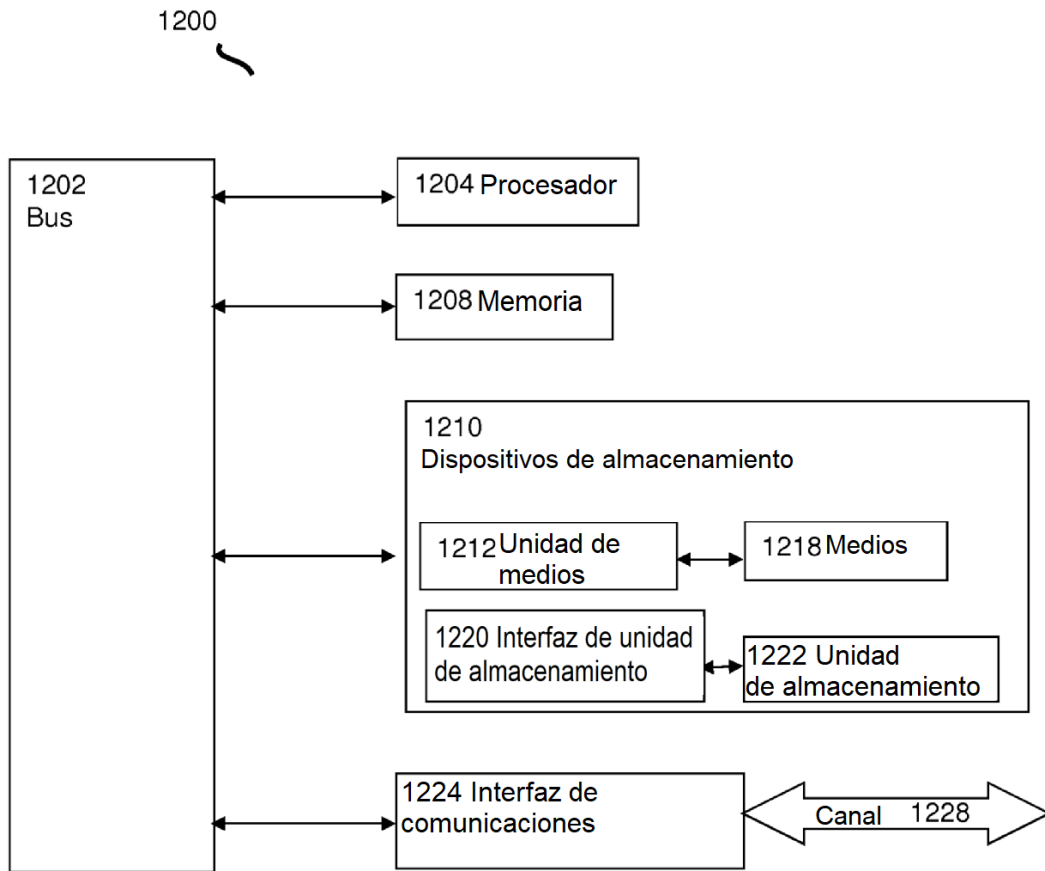 1200
1202
Bus
1204 Procesador
1208 Memoria
1210
Dispositivos de almacenamiento
1212 Unidad de
medios
1218 Medios
1220 Interfaz de unidad
de almacenamiento
1222 Unidad
de almacenamiento
1224 Interfaz de
comunicaciones
Canal 1228